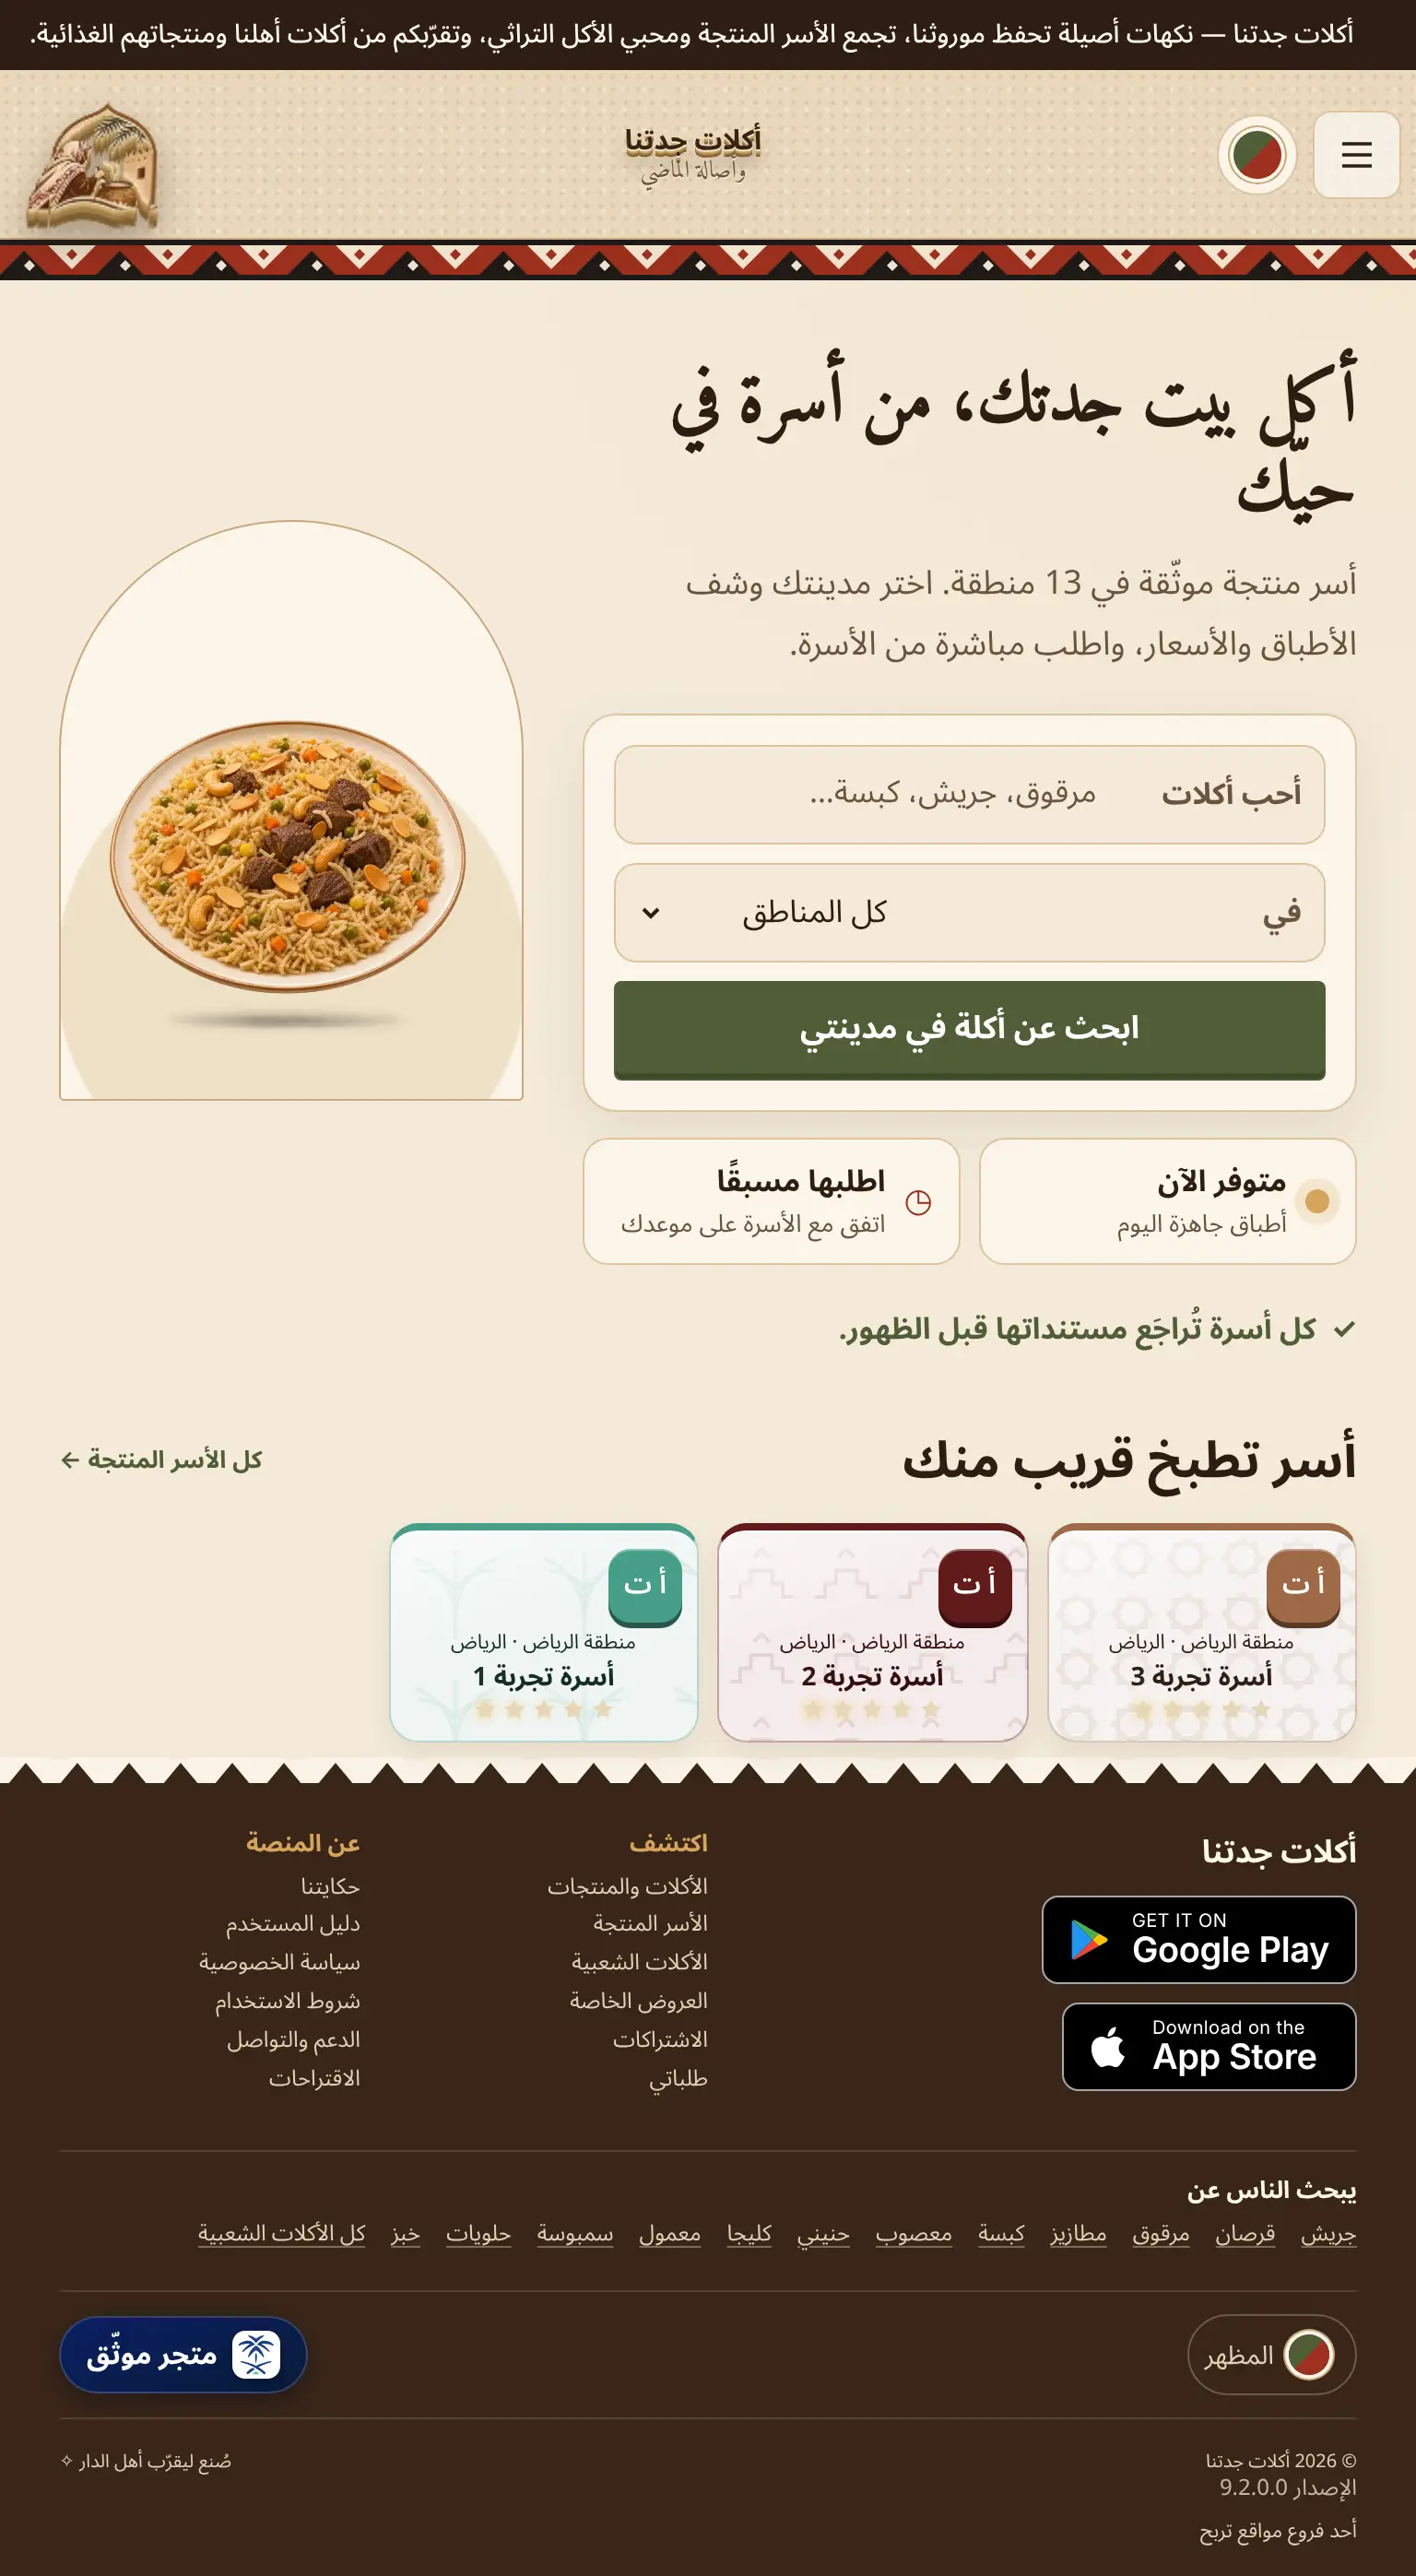 أكلات جدتنا — نكهات أصيلة تحفظ موروثنا، تجمع الأسر المنتجة ومحبي الأكل التراثي، وتقرّبكم من أكلات أهلنا ومنتجاتهم الغذائية.
أكلات جدتنا
وأصالة الماضي
أكل بيت جدتك، من أسرة في
حيّك
أسر منتجة موثّقة في 13 منطقة. اختر مدينتك وشف
الأطباق والأسعار، واطلب مباشرة من الأسرة.
أحب أكلات مرقوق، جريش، كبسة...
في كل المناطق
ابحث عن أكلة في مدينتي
متوفر الآن
أطباق جاهزة اليوم
اطلبها مسبقًا
اتفق مع الأسرة على موعدك
✓ كل أسرة تُراجَع مستنداتها قبل الظهور.
أسر تطبخ قريب منك
كل الأسر المنتجة ←
أ ت
منطقة الرياض · الرياض
أسرة تجربة 3
أ ت
منطقة الرياض · الرياض
أسرة تجربة 2
أ ت
منطقة الرياض · الرياض
أسرة تجربة 1
أكلات جدتنا
GET IT ON
Google Play
Download on the
App Store
اكتشف
الأكلات والمنتجات
الأسر المنتجة
الأكلات الشعبية
العروض الخاصة
الاشتراكات
طلباتي
عن المنصة
حكايتنا
دليل المستخدم
سياسة الخصوصية
شروط الاستخدام
الدعم والتواصل
الاقتراحات
يبحث الناس عن
جريش قرصان مرقوق مطازيز كبسة معصوب حنيني كليجا معمول سمبوسة حلويات خبز كل الأكلات الشعبية
المظهر
متجر موثّق
© 2026 أكلات جدتنا
الإصدار 9.2.0.0
أحد فروع مواقع تربح
صُنع ليقرّب أهل الدار ✧